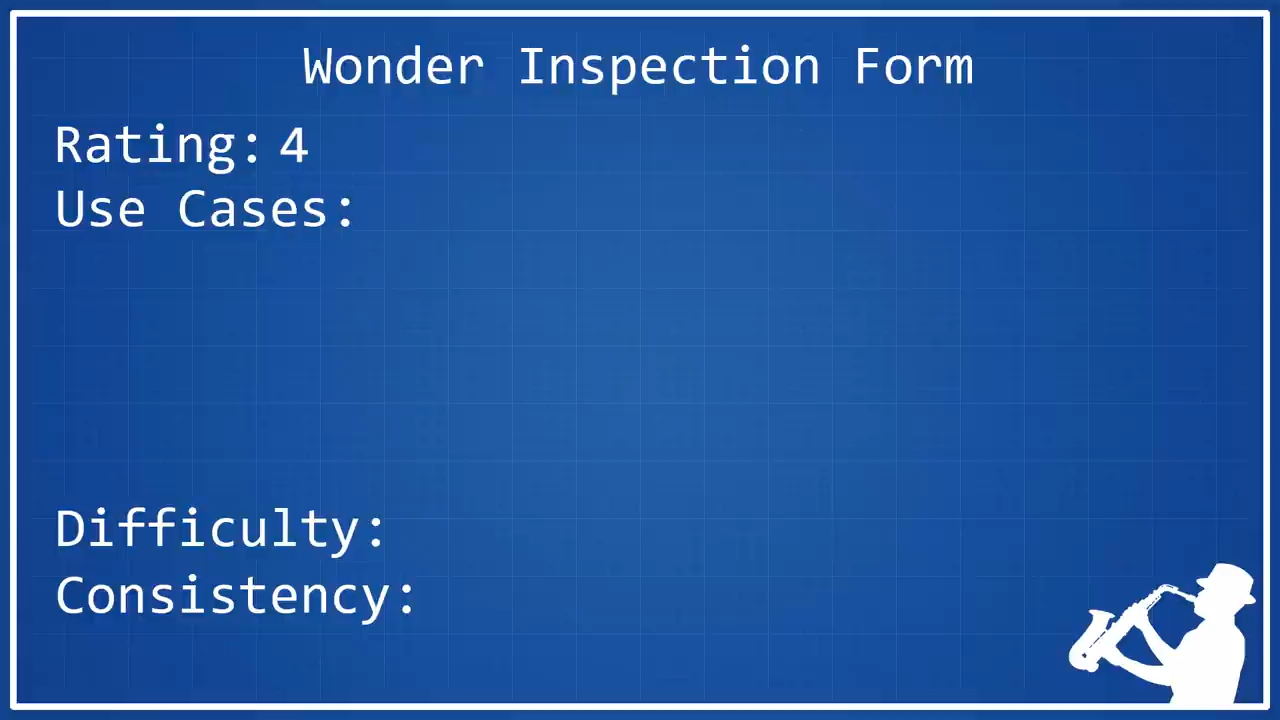 Wonder Inspection Form
Rating: 4
Use Cases:
Difficulty:
Consistency: